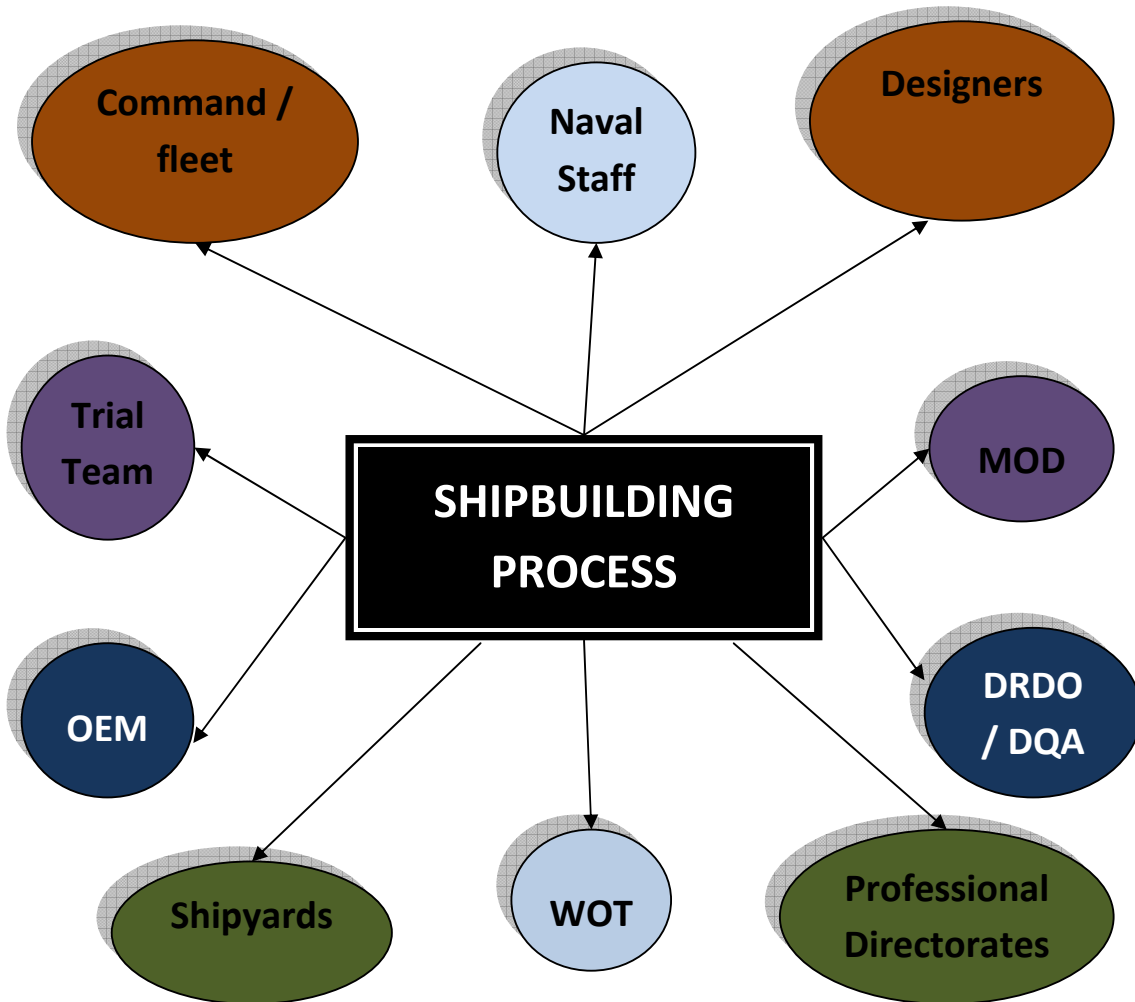 Command /
fleet
Naval
Staff
Designers
Trial
Team
MOD
SHIPBUILDING
PROCESS
OEM
DRDO
/ DQA
Shipyards
WOT
Professional
Directorates